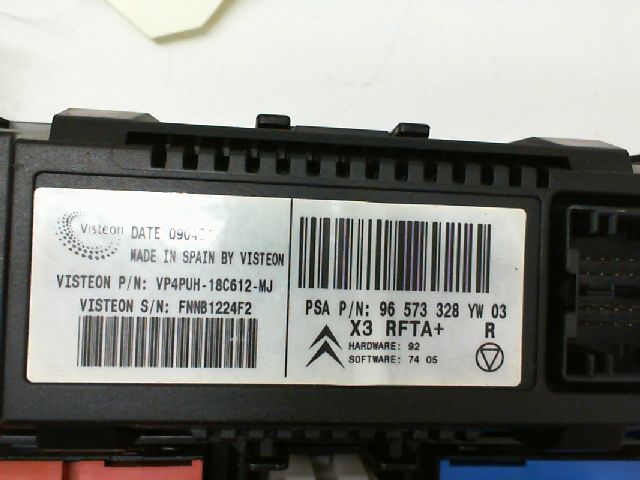 Visteon
DATE
MADE IN SPAIN BY VISTEON
VISTEON P/N: VP4PUH-18C612-MJ
VISTEON S/N: FNNB1224F2
PSA P/N: 96 573 328 YW 03
X3 RFTA+ R
HARDWARE: 92
SOFTWARE: 74 05